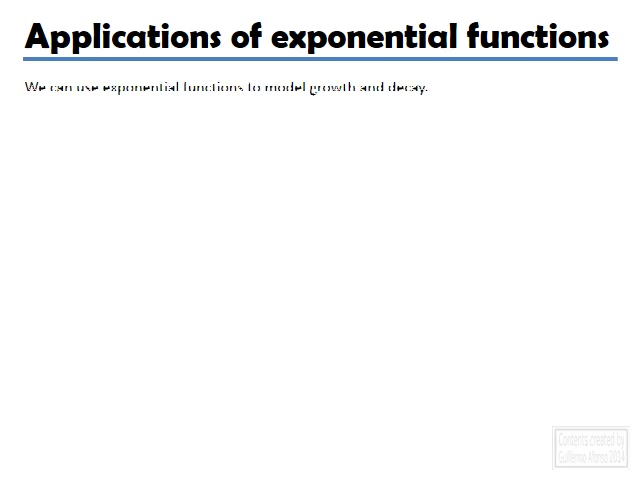 Applications of exponential functions
We can use exponential functions to model growth and decay.
Contents created by
Guillermo Afonso 2014